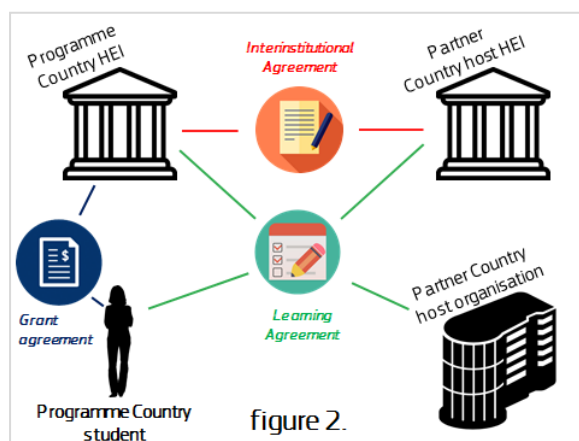 Programme
Country HEI
Interinstitutional
Agreement
Partner
Country host HEI
$
Grant
agreement
Learning
Agreement
Partner Country
host organisation
Programme Country
student
figure 2.